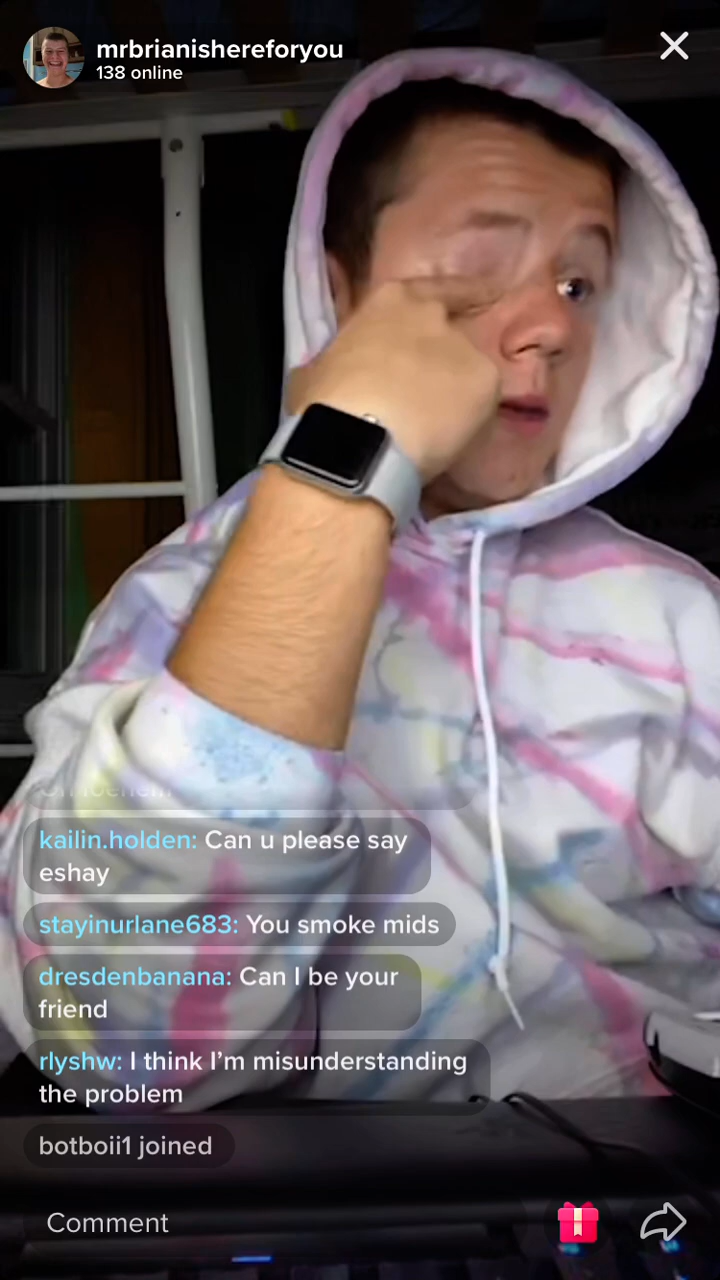 mrbrianishereforyou
138 online
kailin.holden: Can u please say
eshay
stayinurlane683: You smoke mids
dresdenbanana: Can I be your
friend
rlyshw: I think I’m misunderstanding
the problem
botboii1 joined
Comment